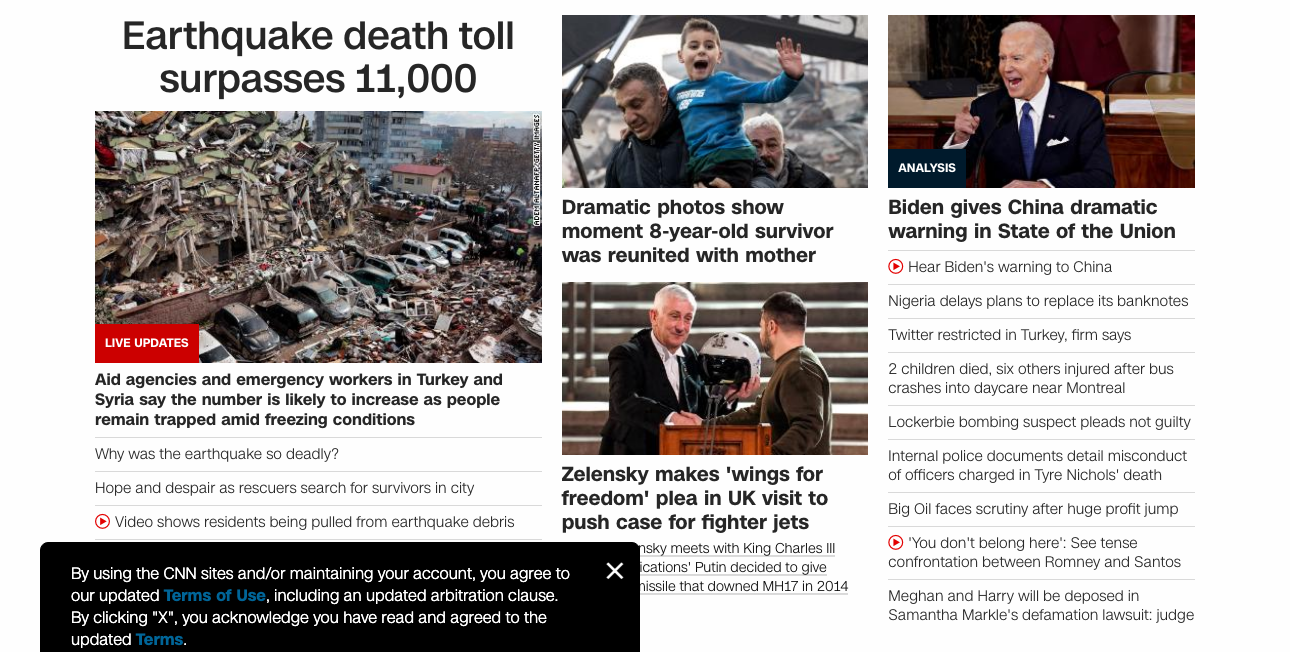 Earthquake death toll
surpasses 11,000
ADEM ALTAN/AFP/GETTY IMAGES
LIVE UPDATES
Aid agencies and emergency workers in Turkey and
Syria say the number is likely to increase as people
remain trapped amid freezing conditions
Why was the earthquake so deadly?
Hope and despair as rescuers search for survivors in city
Video shows residents being pulled from earthquake debris
Dramatic photos show
moment 8-year-old survivor
was reunited with mother
Zelensky makes 'wings for
freedom' plea in UK visit to
push case for fighter jets
meets with King Charles III
Putin decided to give
that downed MH17 in 2014
ANALYSIS
Biden gives China dramatic
warning in State of the Union
Hear Biden's warning to China
Nigeria delays plans to replace its banknotes
Twitter restricted in Turkey, firm says
2 children died, six others injured after bus
crashes into daycare near Montreal
Lockerbie bombing suspect pleads not guilty
Internal police documents detail misconduct
of officers charged in Tyre Nichols' death
Big Oil faces scrutiny after huge profit jump
'You don't belong here': See tense
confrontation between Romney and Santos
Meghan and Harry will be deposed in
Samantha Markle's defamation lawsuit: judge
By using the CNN sites and/or maintaining your account, you agree to
our updated Terms of Use, including an updated arbitration clause.
By clicking "X", you acknowledge you have read and agreed to the
updated Terms.